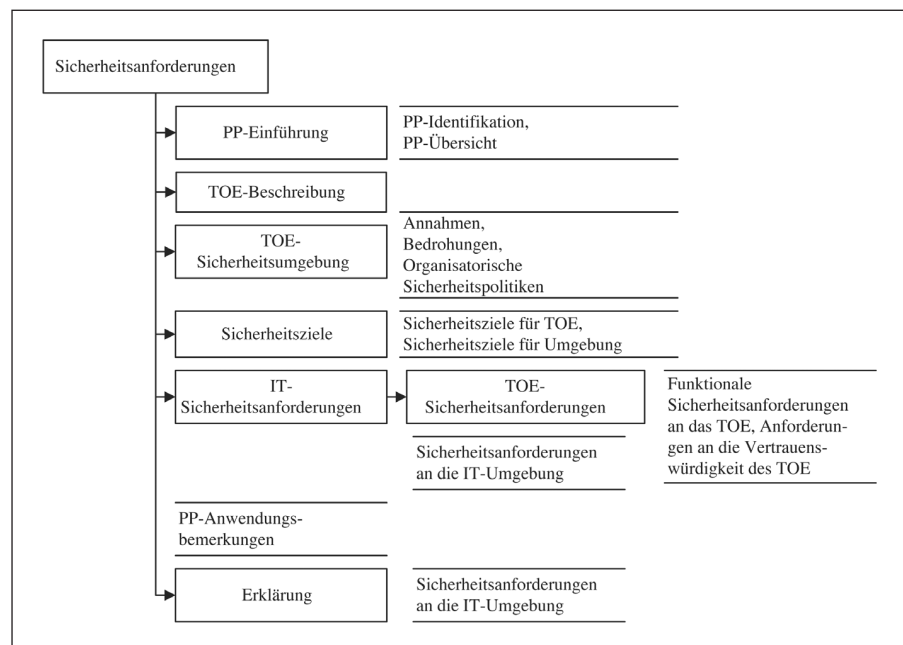 Sicherheitsanforderungen
PP-Einführung
PP-Identifikation,
PP-Übersicht
TOE-Beschreibung
TOE-
Sicherheitsumgebung
Annahmen,
Bedrohungen,
Organisatorische
Sicherheitspolitiken
Sicherheitsziele
Sicherheitsziele für TOE,
Sicherheitsziele für Umgebung
IT-
Sicherheitsanforderungen
TOE-
Sicherheitsanforderungen
Funktionale
Sicherheitsanforderungen
an das TOE, Anforderun-
gen an die Vertrauens-
würdigkeit des TOE
Sicherheitsanforderungen
an die IT-Umgebung
PP-Anwendungs-
bemerkungen
Erklärung
Sicherheitsanforderungen
an die IT-Umgebung